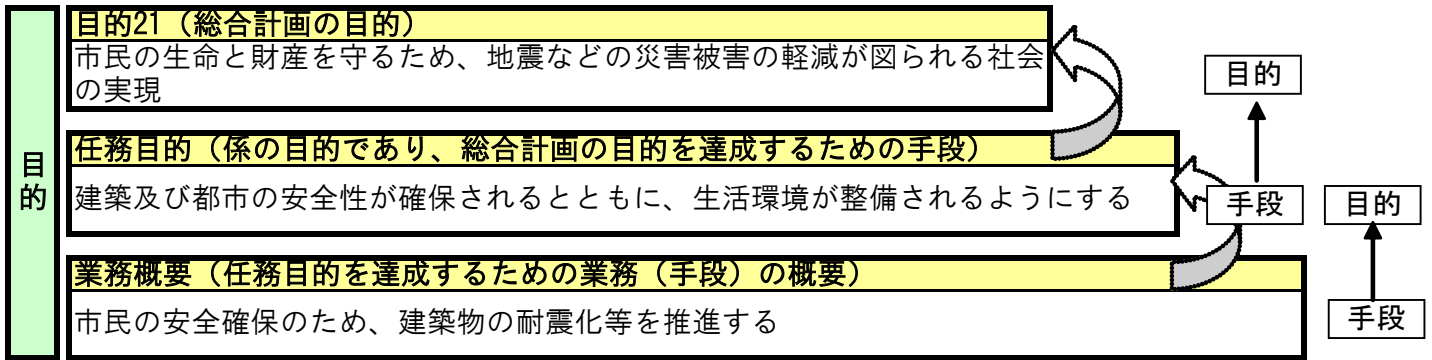 目的
目的21（総合計画の目的）
市民の生命と財産を守るため、地震などの災害被害の軽減が図られる社会
の実現
任務目的（係の目的であり、総合計画の目的を達成するための手段）
建築及び都市の安全性が確保されるとともに、生活環境が整備されるようにする
業務概要（任務目的を達成するための業務（手段）の概要）
市民の安全確保のため、建築物の耐震化等を推進する
目的
手段
目的
手段